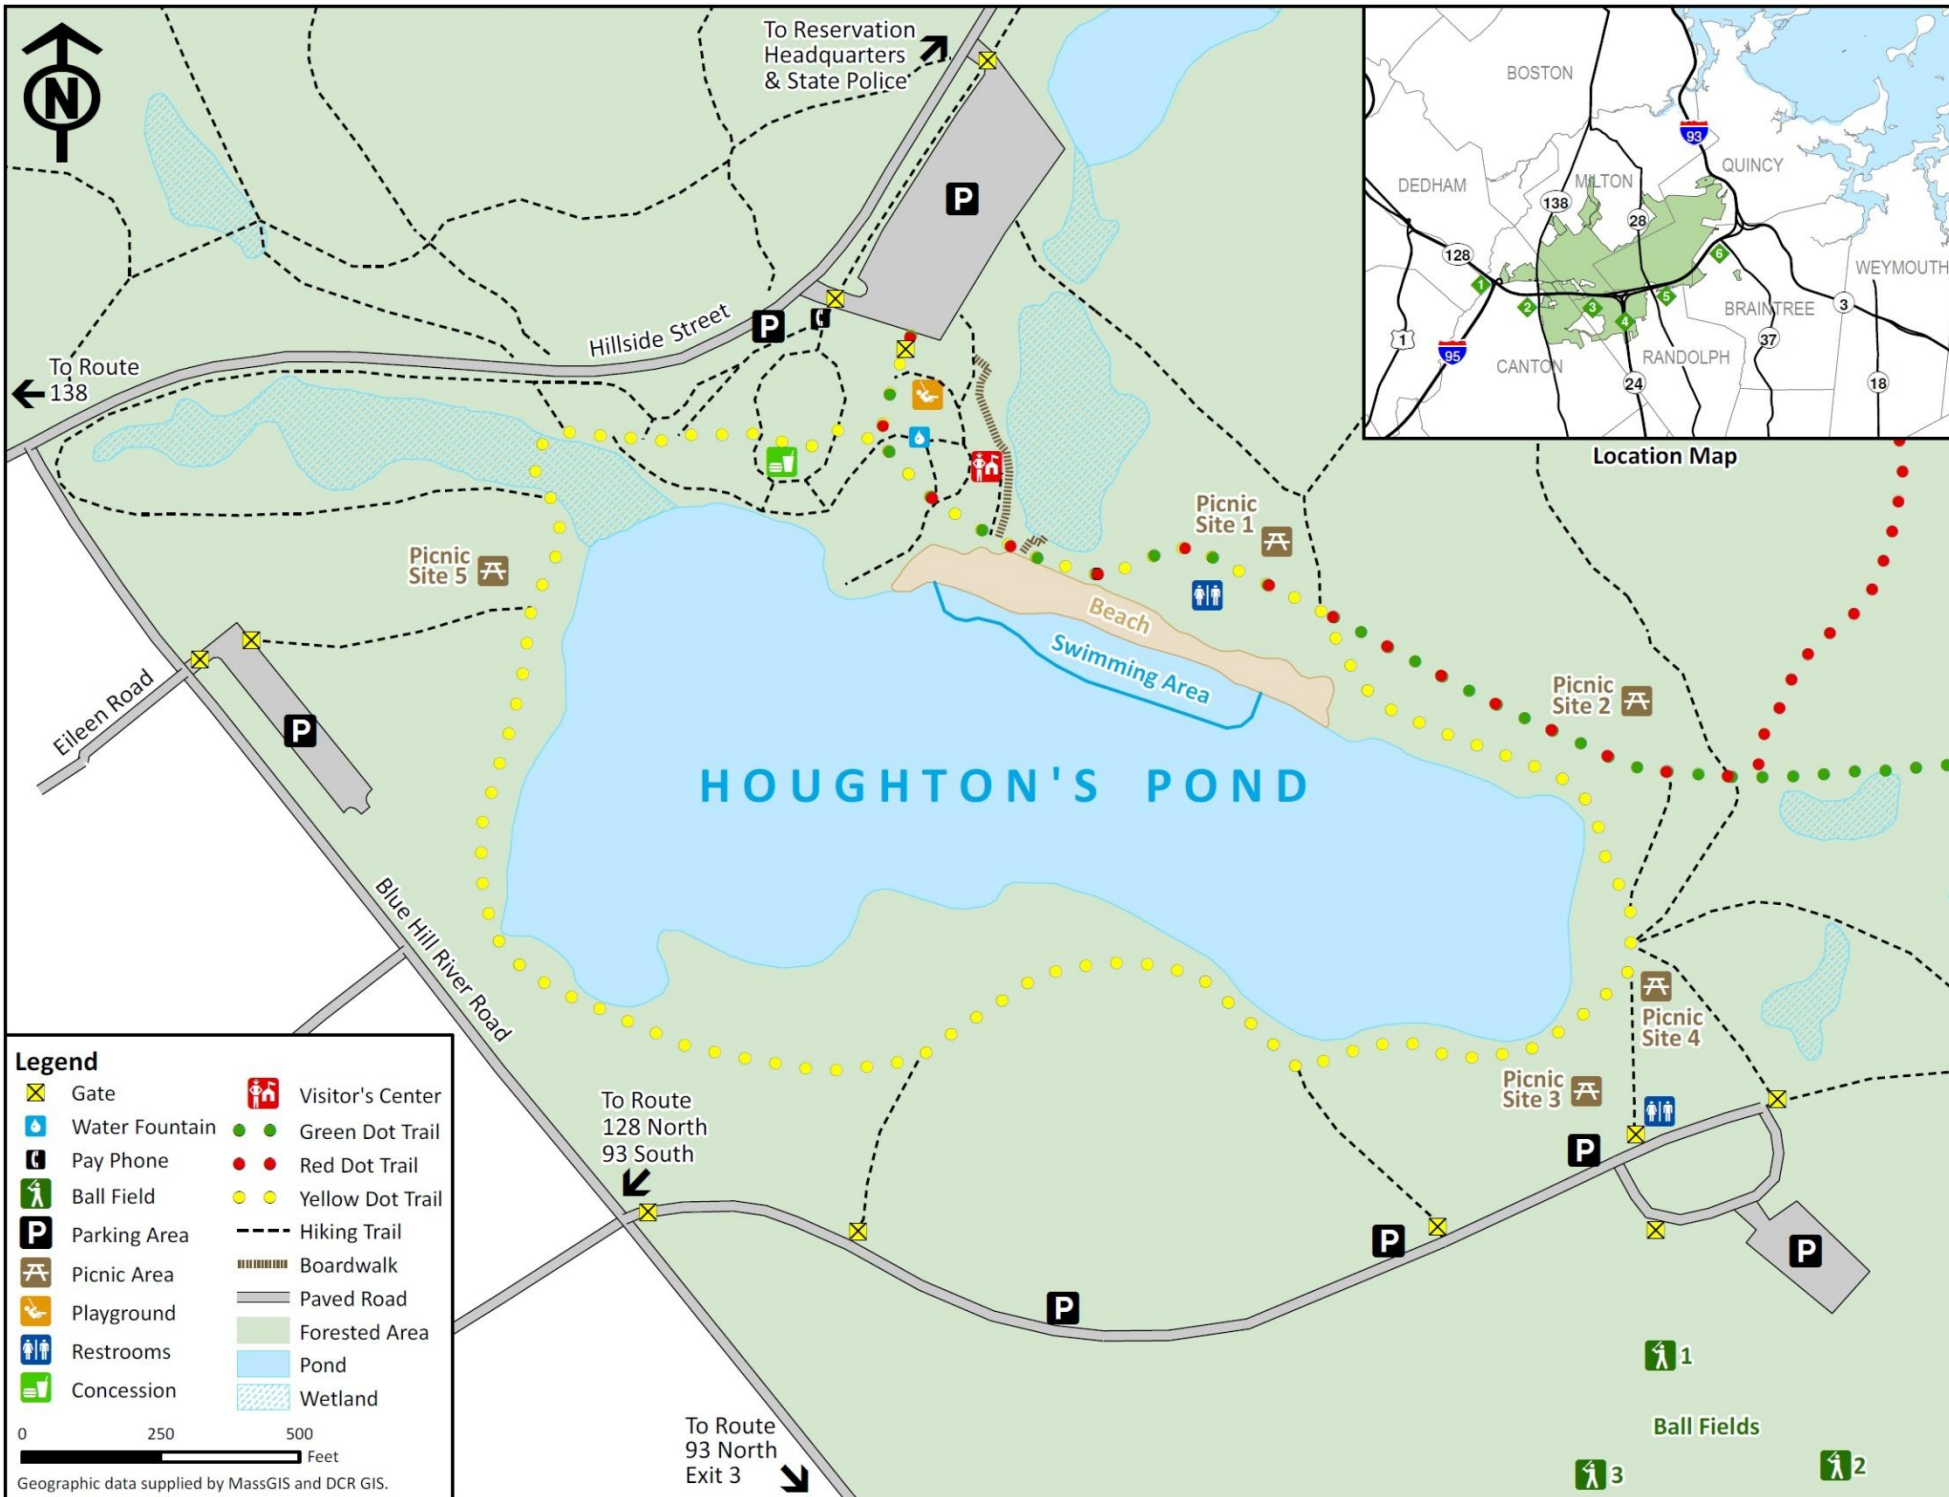 N
To Reservation
Headquarters
& State Police
P
Hillside Street
P
To Route
138
BOSTON
93
QUINCY
DEDHAM
MILTON
138
28
128
WEYMOUTH
6
1
2
3
5
4
BRAINTREE
3
1
95
CANTON
RANDOLPH
37
24
18
Location Map
Picnic
Site 1
Picnic
Site 5
Beach
Swimming Area
Picnic
Site 2
Eileen Road
P
HOUGHTON'S POND
Blue Hill River Road
Picnic
Site 4
Picnic
Site 3
To Route
128 North
93 South
P
P
P
P
1
Ball Fields
2
3
To Route
93 North
Exit 3
Legend
Gate
Water Fountain
Pay Phone
Ball Field
P Parking Area
Picnic Area
Playground
Restrooms
Concession
Visitor's Center
Green Dot Trail
Red Dot Trail
Yellow Dot Trail
Hiking Trail
Boardwalk
Paved Road
Forested Area
Pond
Wetland
0 250 500
Feet
Geographic data supplied by MassGIS and DCR GIS.